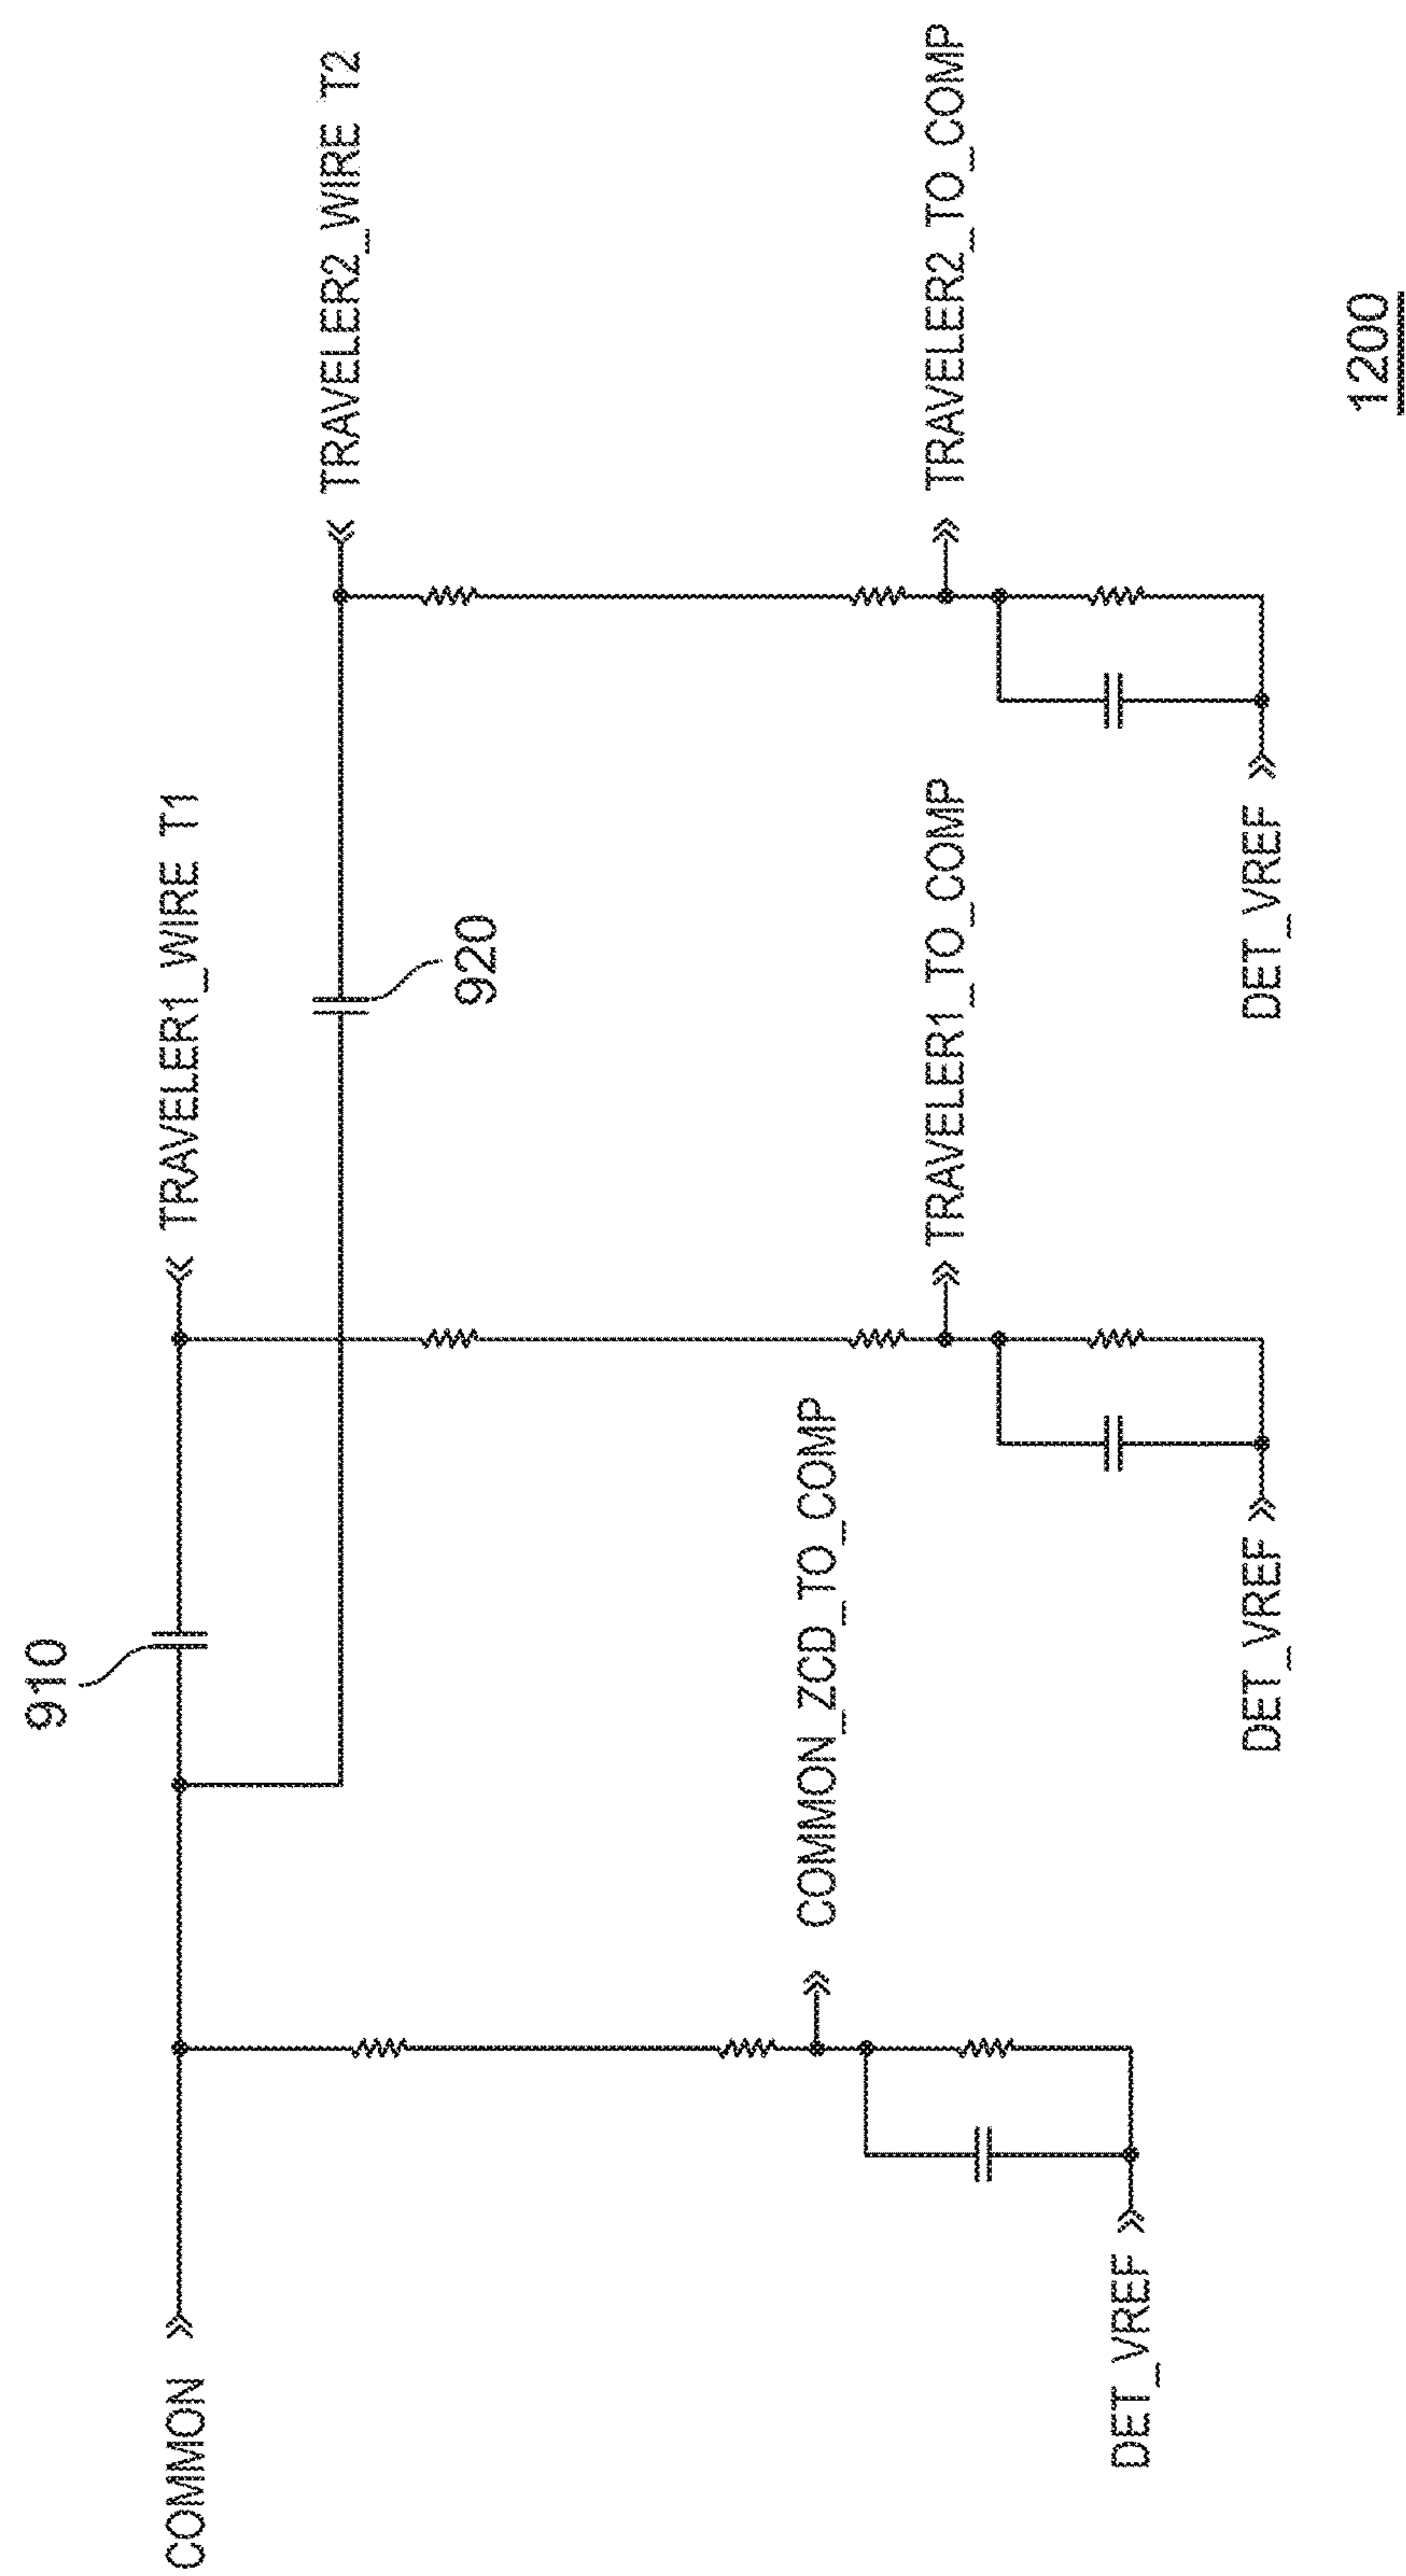 910
TRAVELER1_WIRE T1
TRAVELER2_WIRE T2
920
COMMON
COMMON_ZCD_TO_COMP
TRAVELER1_TO_COMP
TRAVELER2_TO_COMP
DET_VREF
DET_VREF
DET_VREF
1200